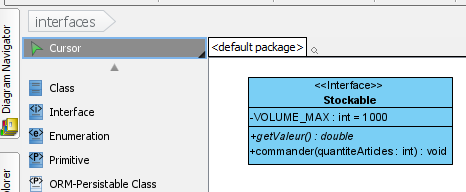 interfaces
Diagram Navigator
Cursor
<default package>
Class
Interface
Enumeration
Primitive
ORM-Persistable Class
<<Interface>>
Stockable
-VOLUME_MAX : int = 1000
+getValeur() : double
+commander(quantiteArticles : int) : void
plorer